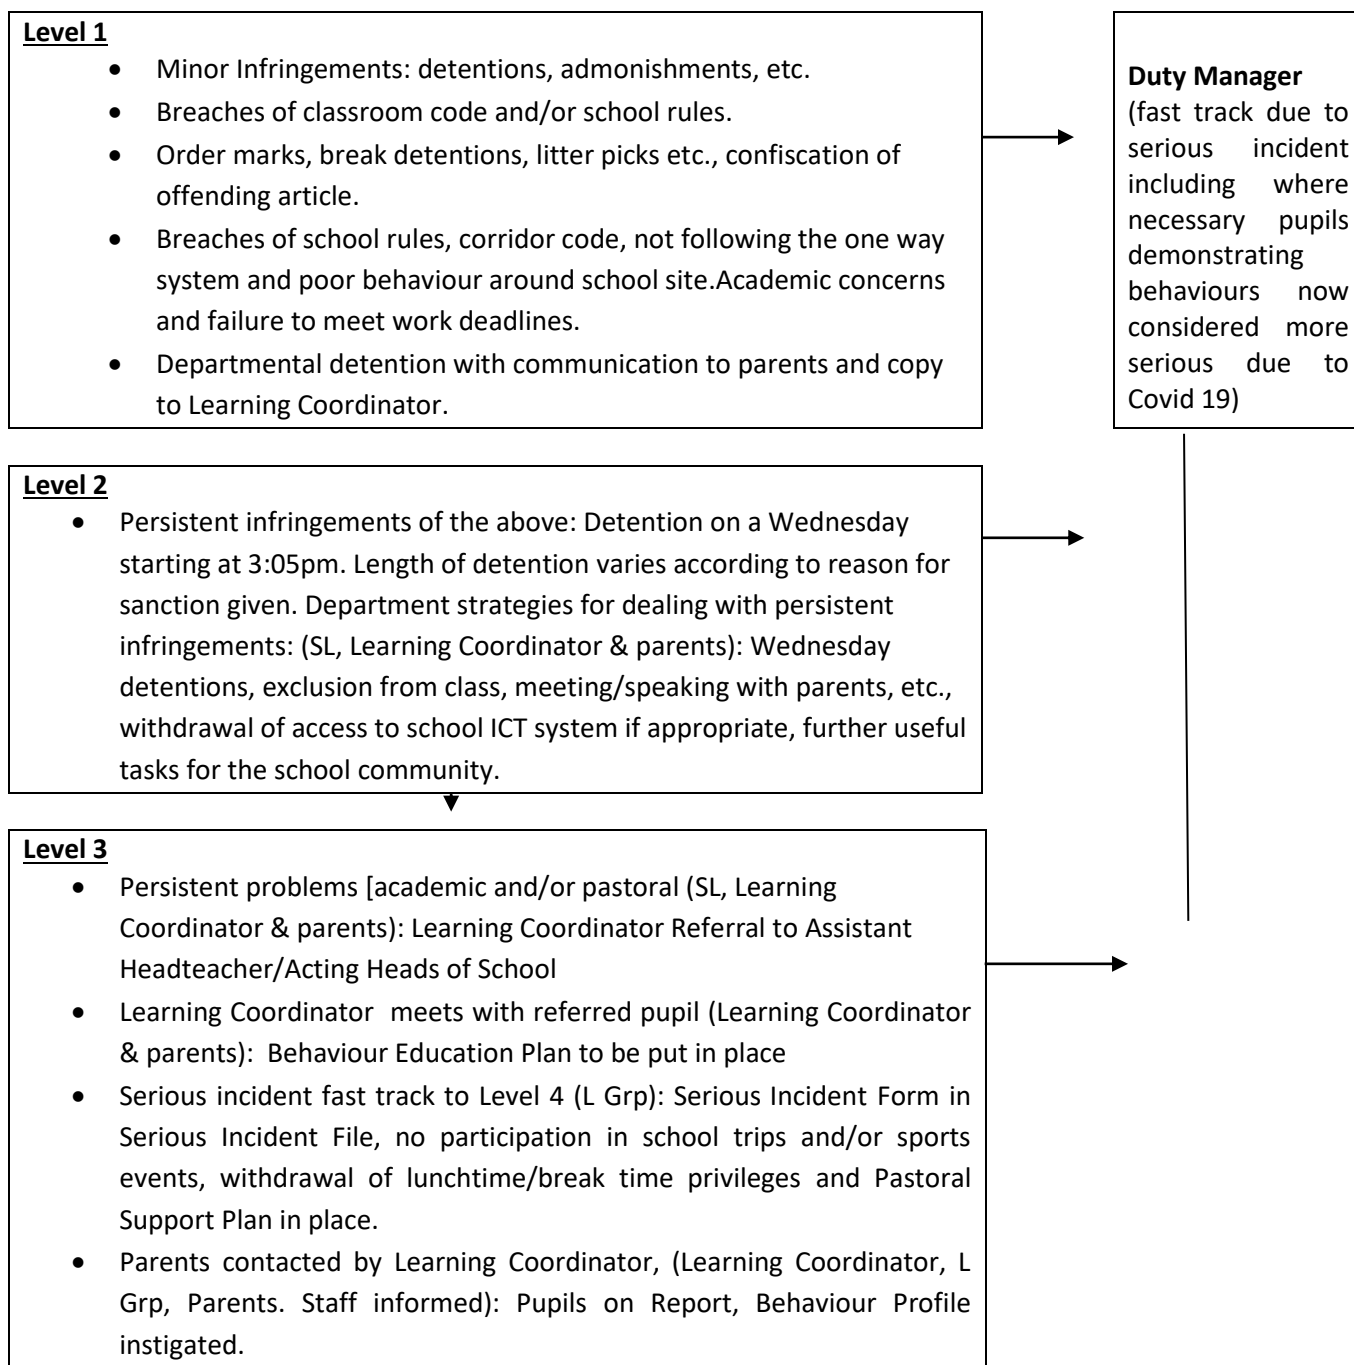 Level 1
• Minor Infringements: detentions, admonishments, etc.
• Breaches of classroom code and/or school rules.
• Order marks, break detentions, litter picks etc., confiscation of
offending article.
• Breaches of school rules, corridor code, not following the one way
system and poor behaviour around school site.Academic concerns
and failure to meet work deadlines.
• Departmental detention with communication to parents and copy
to Learning Coordinator.
Duty Manager
(fast track due to
serious incident
including where
necessary pupils
demonstrating
behaviours now
considered more
serious due to
Covid 19)
Level 2
• Persistent infringements of the above: Detention on a Wednesday
starting at 3:05pm. Length of detention varies according to reason for
sanction given. Department strategies for dealing with persistent
infringements: (SL, Learning Coordinator & parents): Wednesday
detentions, exclusion from class, meeting/speaking with parents, etc.,
withdrawal of access to school ICT system if appropriate, further useful
tasks for the school community.
Level 3
• Persistent problems [academic and/or pastoral (SL, Learning
Coordinator & parents): Learning Coordinator Referral to Assistant
Headteacher/Acting Heads of School
• Learning Coordinator meets with referred pupil (Learning Coordinator
& parents): Behaviour Education Plan to be put in place
• Serious incident fast track to Level 4 (L Grp): Serious Incident Form in
Serious Incident File, no participation in school trips and/or sports
events, withdrawal of lunchtime/break time privileges and Pastoral
Support Plan in place.
• Parents contacted by Learning Coordinator, (Learning Coordinator, L
Grp, Parents. Staff informed): Pupils on Report, Behaviour Profile
instigated.